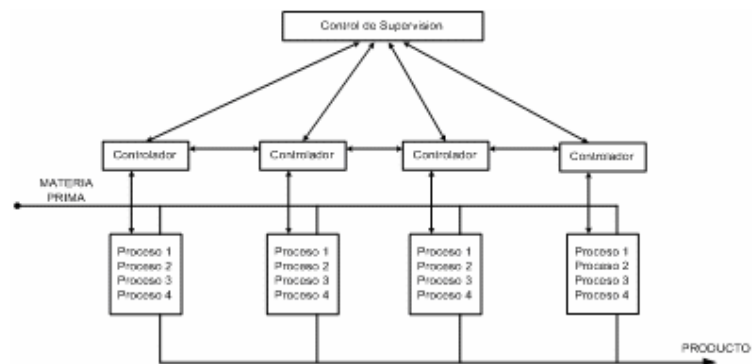 Control de Supervision
Controlador
Controlador
Controlador
Controlador
MATERIA
PRIMA
Proceso 1
Proceso 2
Proceso 3
Proceso 4
Proceso 1
Proceso 2
Proceso 3
Proceso 4
Proceso 1
Proceso 2
Proceso 3
Proceso 4
Proceso 1
Proceso 2
Proceso 3
Proceso 4
PRODUCTO